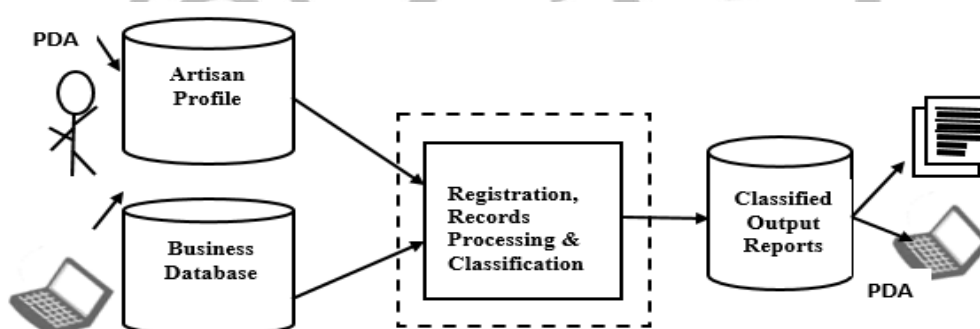 PDA
Artisan
Profile
Business
Database
Registration,
Records
Processing &
Classification
Classified
Output
Reports
PDA